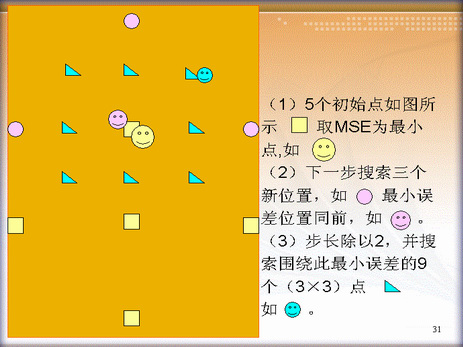 （1）5个初始点如图所
示 取MSE为最小
点,如
（2）下一步搜索三个
新位置，如 最小误
差位置同前，如 。
（3）步长除以2，并搜
索围绕此最小误差的9
个（3×3）点
如 。
31